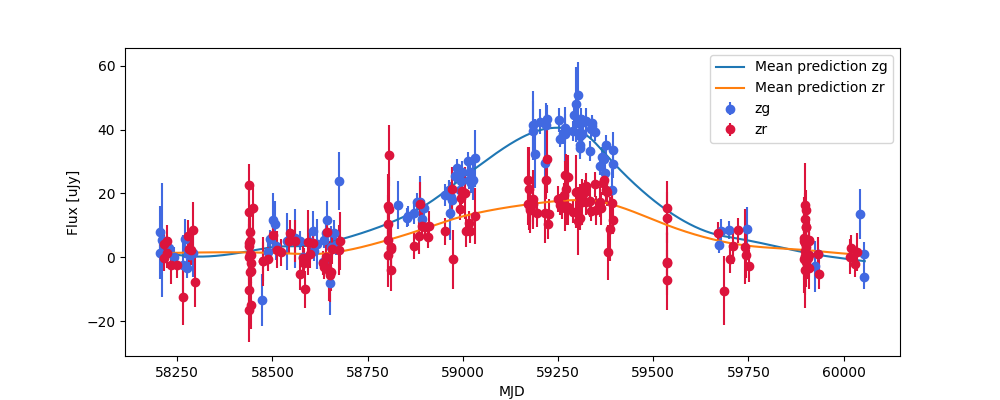 Mean prediction zg
Mean prediction zr
zg
zr
Flux [uJy]
60
40
20
0
−20
58250 58500 58750 59000 59250 59500 59750 60000
MJD